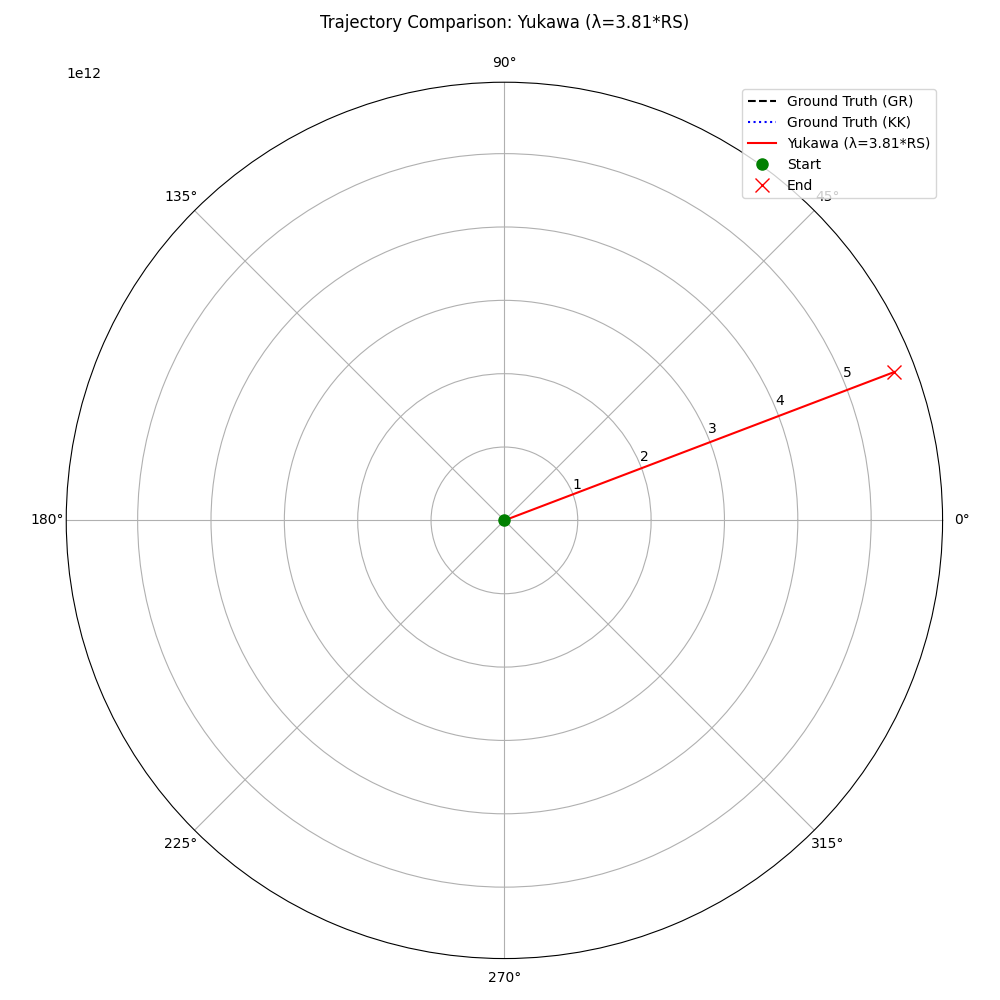 Trajectory Comparison: Yukawa (λ=3.81*RS)
90°
1e12
Ground Truth (GR)
Ground Truth (KK)
Yukawa (λ=3.81*RS)
Start
End
135°
45°
5
4
3
2
1
180°
0°
225°
315°
270°